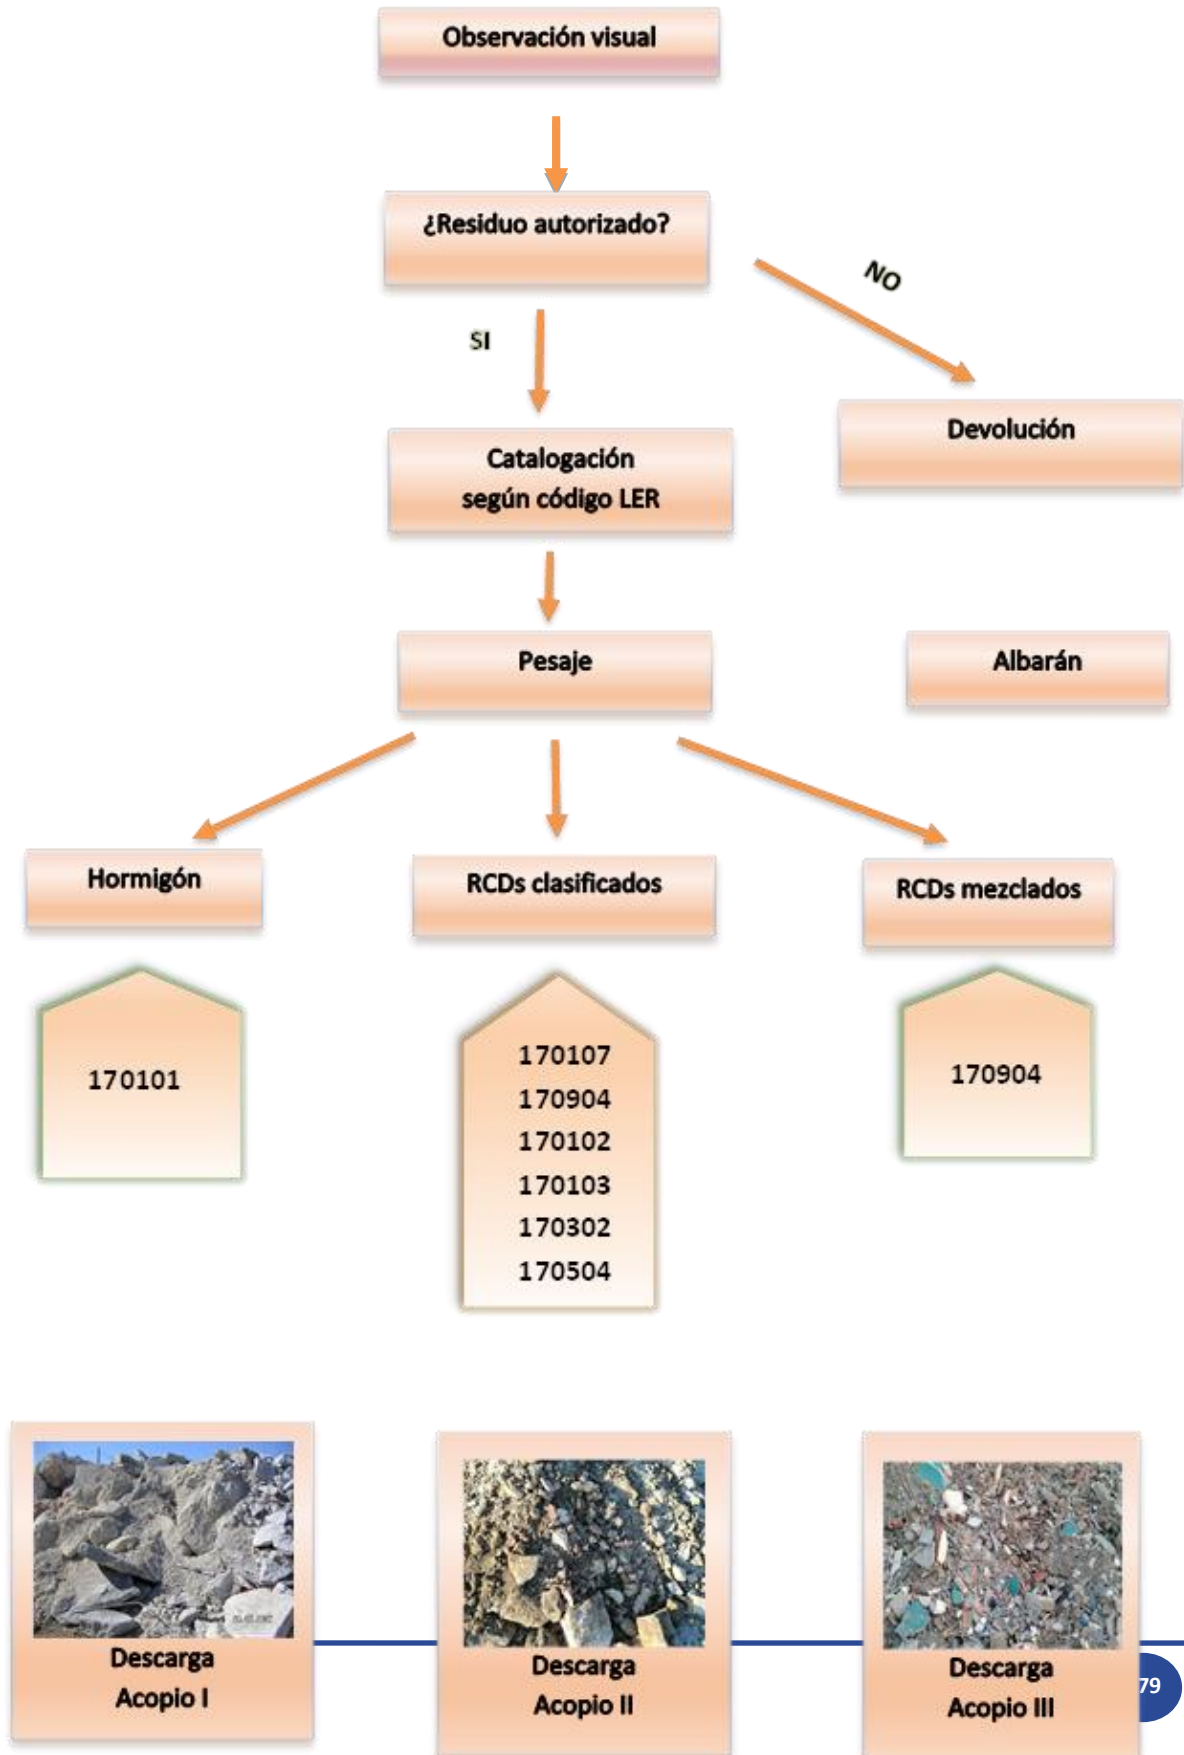 Observación visual
¿Residuo autorizado?
NO
SI
Devolución
Catalogación
según código LER
Pesaje
Albarán
Hormigón
RCDs clasificados
RCDs mezclados
170101
170107
170904
170102
170103
170302
170504
170904
Descarga
Acopio I
Descarga
Acopio II
Descarga
Acopio III
79